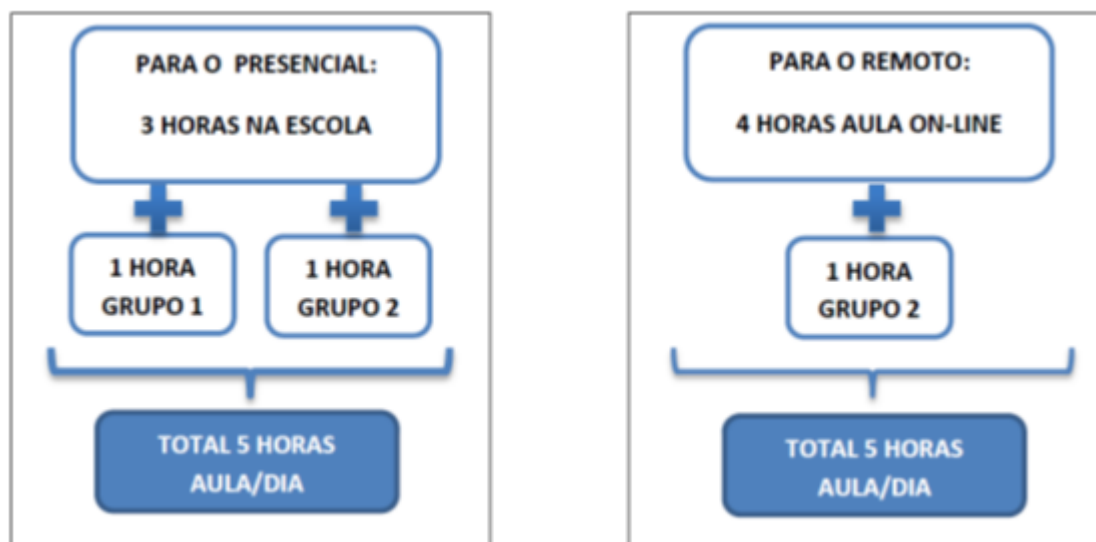 PARA O PRESENCIAL:
3 HORAS NA ESCOLA
1 HORA
GRUPO 1
1 HORA
GRUPO 2
TOTAL 5 HORAS
AULA/DIA
PARA O REMOTO:
4 HORAS AULA ON-LINE
1 HORA
GRUPO 2
TOTAL 5 HORAS
AULA/DIA